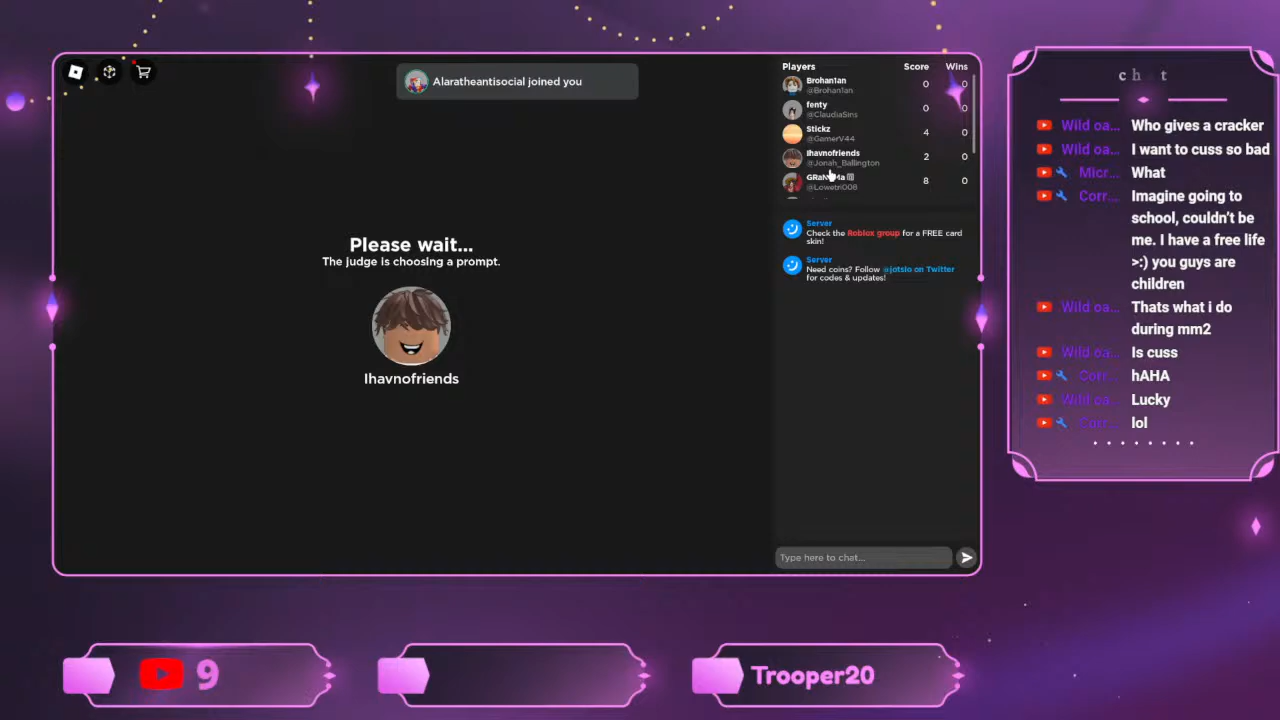 Alaratheantisocial joined you
Players Score Wins
Brohan1an
@Brohan1an 0 0
fenty
@ClaudiaSins 0 0
Stickz
@GamerV44 4 0
Ihavnofriends
@Jonah_Ballington 2 0
@Lowetri008 8 0
Please wait...
The judge is choosing a prompt.
Ihavnofriends
Server
Check the Roblox group for a FREE card
skin!
Server
Need coins? Follow @jotslo on Twitter
for codes & updates!
Type here to chat...
c h a t
Wild oa... Who gives a cracker
Wild oa... I want to cuss so bad
Micr... What
Corr... Imagine going to
school, couldn't be
me. I have a free life
>:) you guys are
children
Wild oa... Thats what i do
during mm2
Wild oa... Is cuss
Corr... hAHA
Wild oa... Lucky
Corr... lol
9
Trooper20